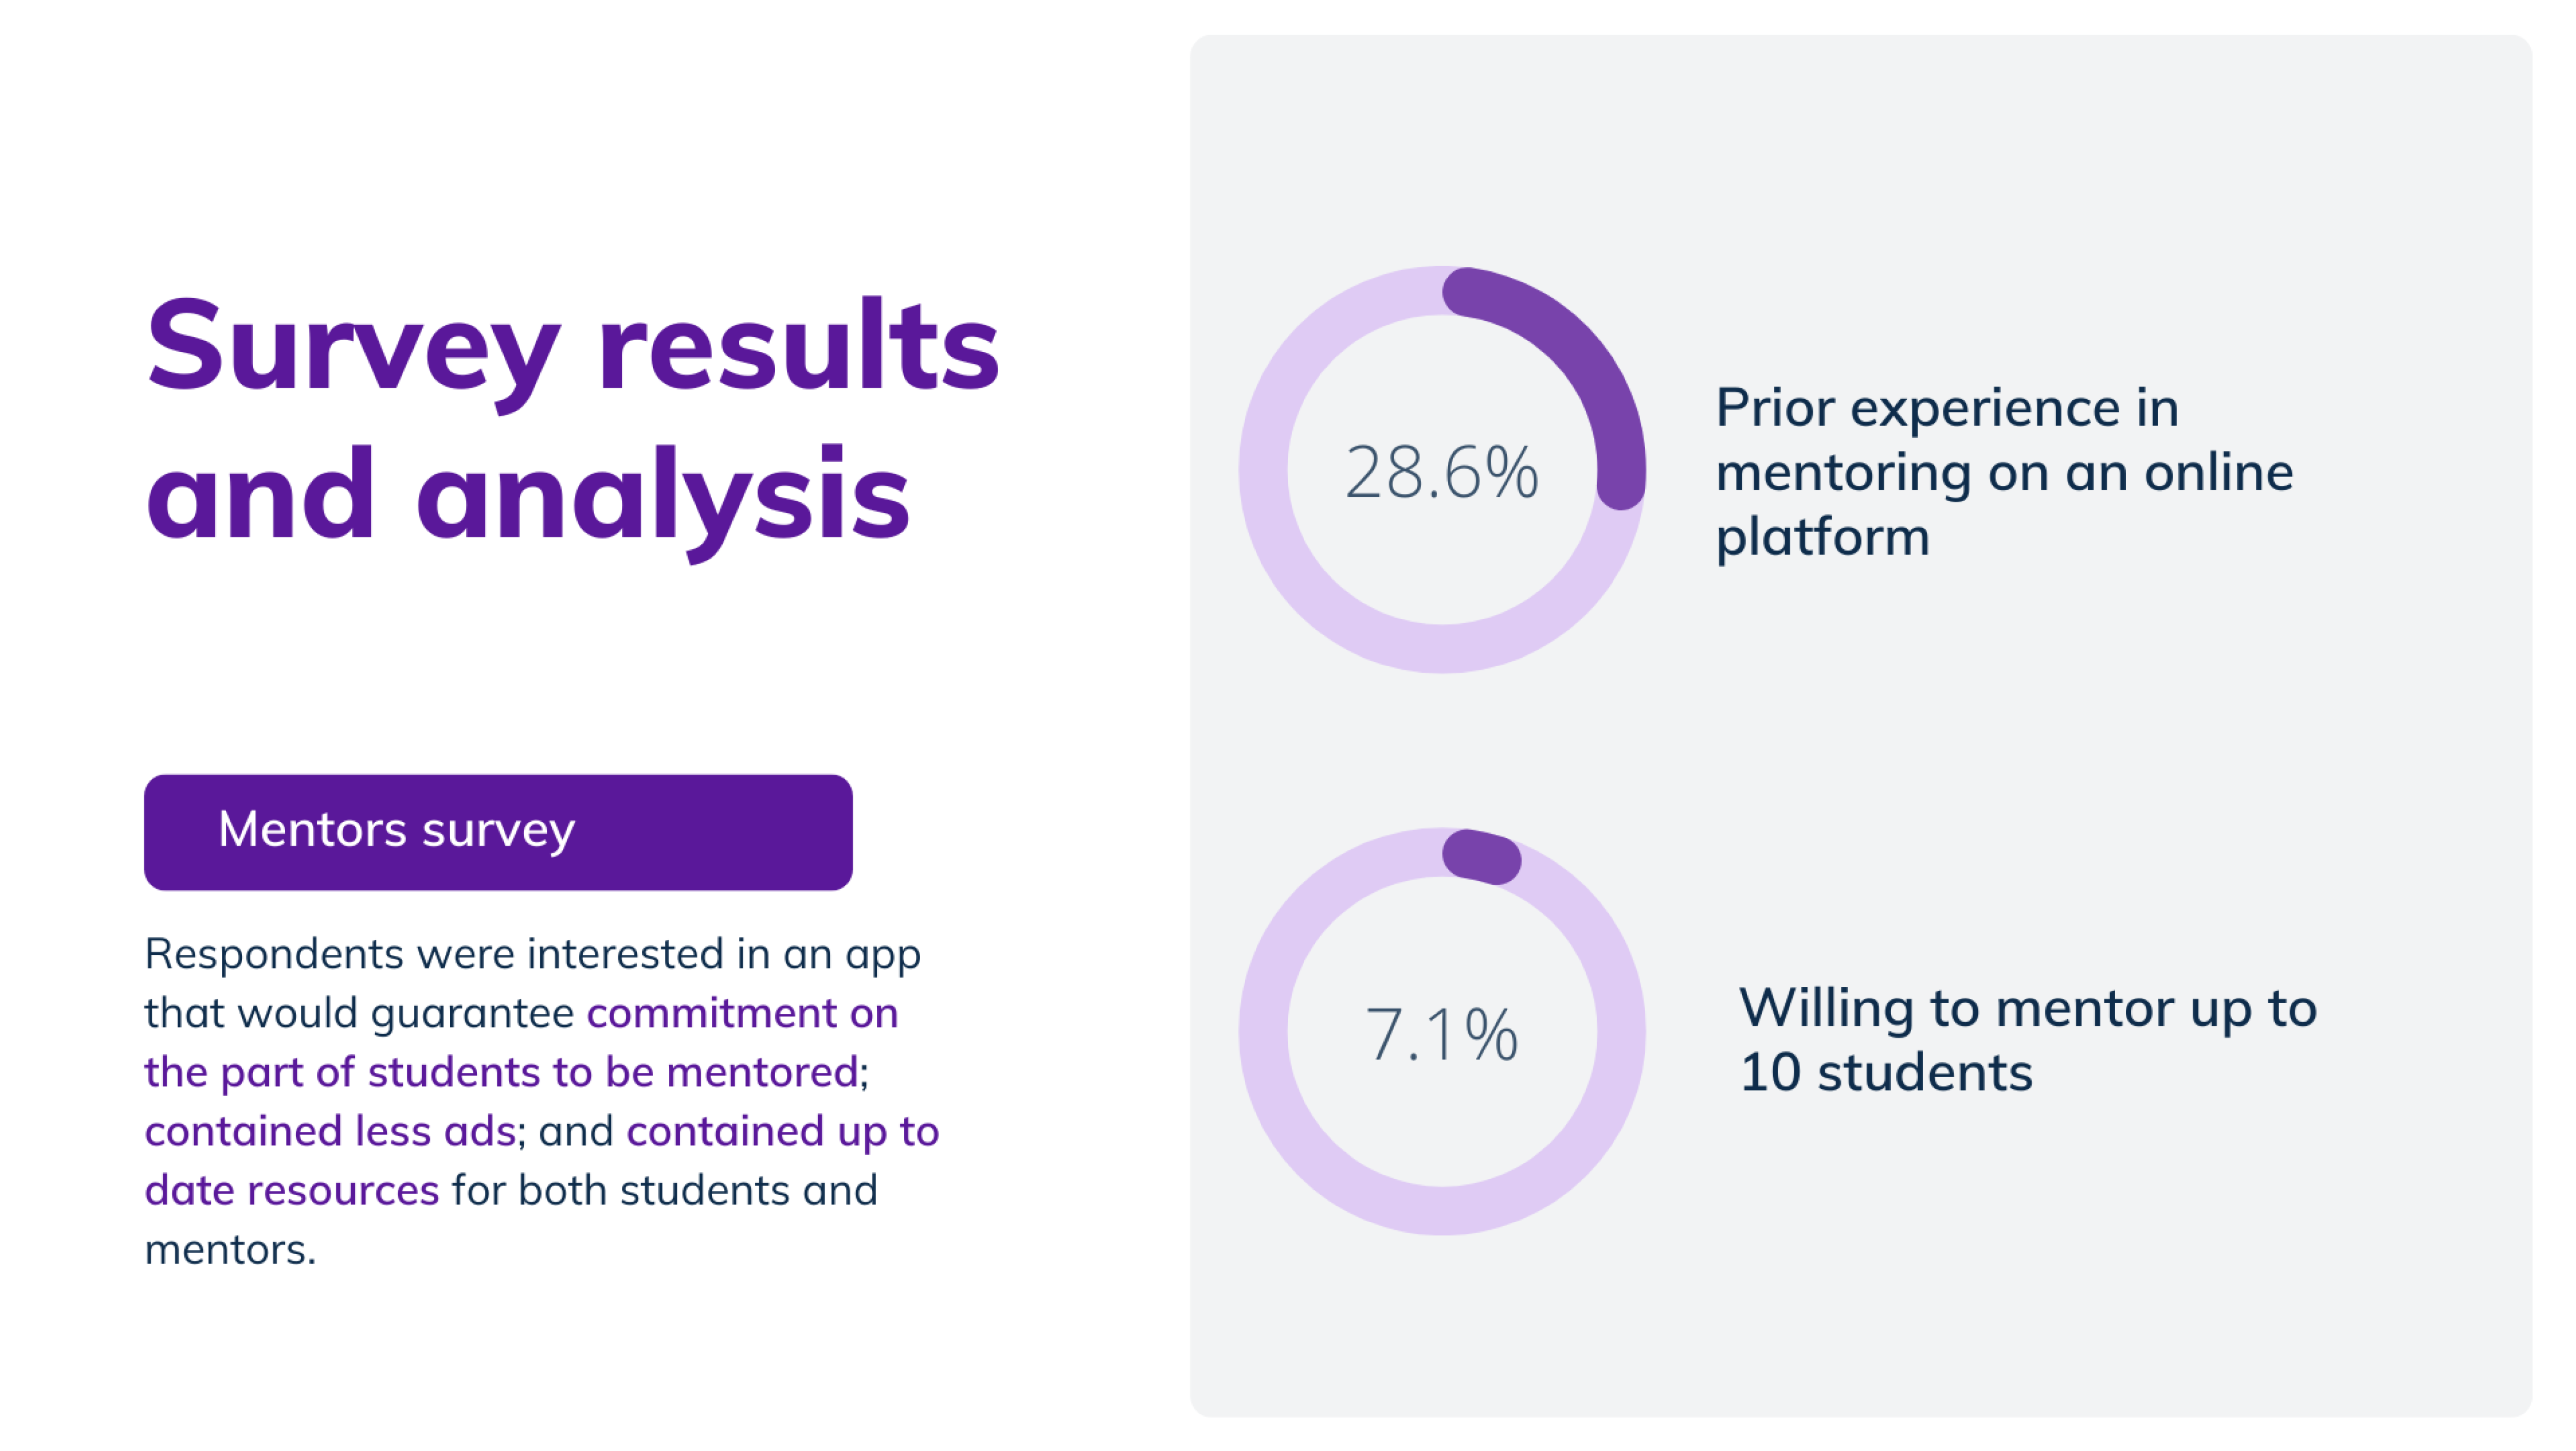 Survey results
and analysis
Mentors survey
Respondents were interested in an app
that would guarantee commitment on
the part of students to be mentored;
contained less ads; and contained up to
date resources for both students and
mentors.
28.6%
Prior experience in
mentoring on an online
platform
7.1%
Willing to mentor up to
10 students